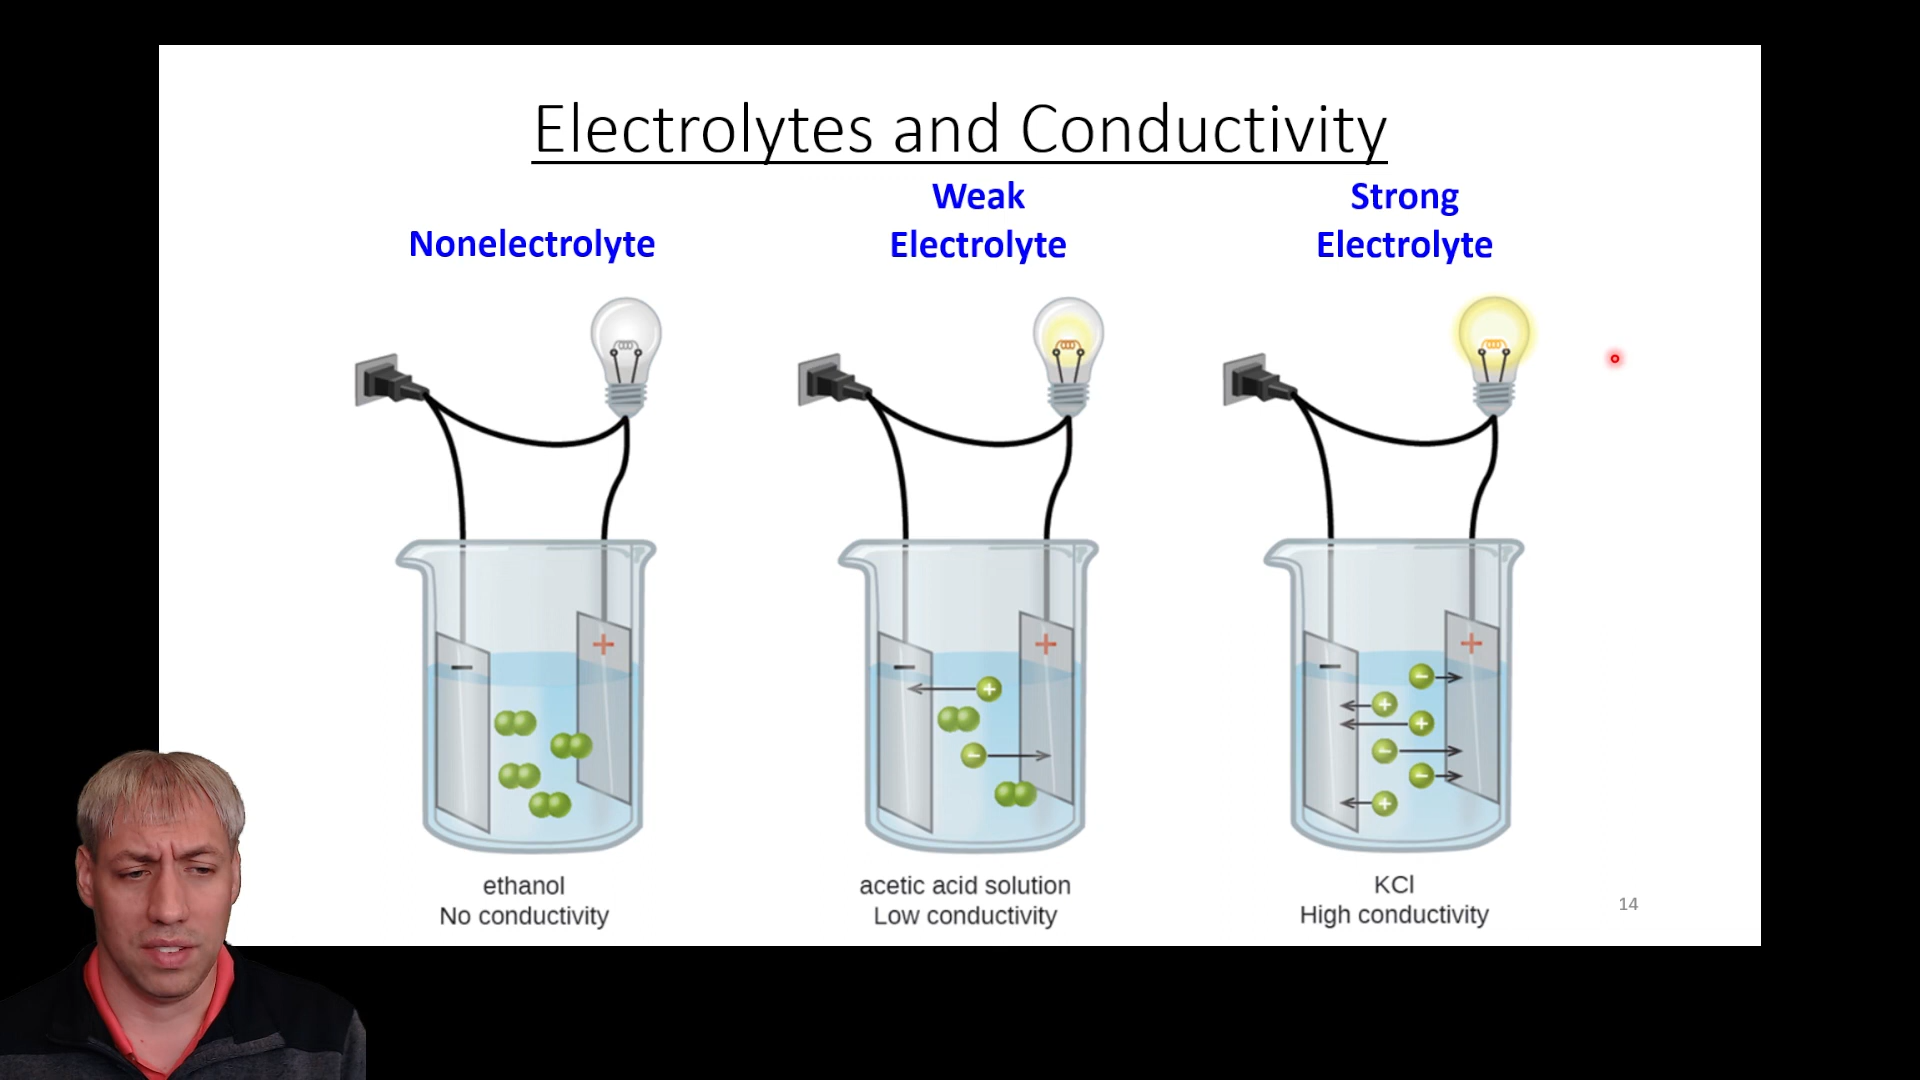 Electrolytes and Conductivity
Nonelectrolyte
Weak
Electrolyte
Strong
Electrolyte
−
+
−
+
+
−
−
+
−
+
+
−
−
+
ethanol
No conductivity
acetic acid solution
Low conductivity
KCl
High conductivity
14